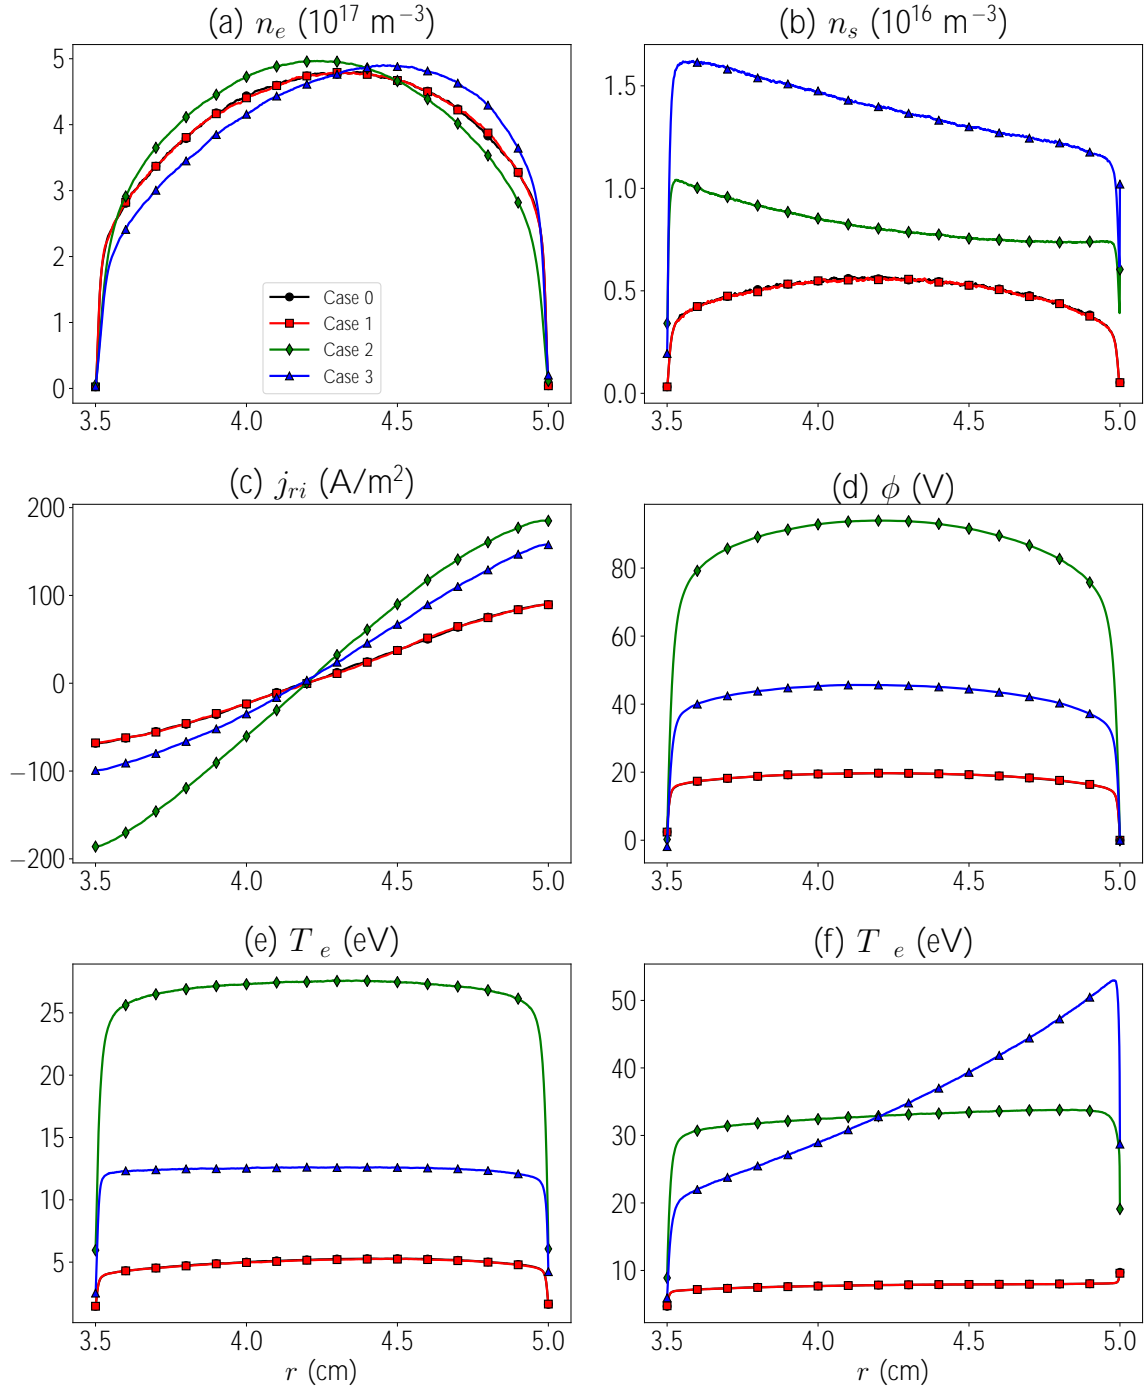 (a) n_e (10^17 m^−3)
5
4
3
2
1
0
3.5 4.0 4.5 5.0
Case 0
Case 1
Case 2
Case 3
(b) n_s (10^16 m^−3)
1.5
1.0
0.5
0.0
3.5 4.0 4.5 5.0
(c) j_ri (A/m^2)
200
100
0
−100
−200
3.5 4.0 4.5 5.0
(d) ϕ (V)
80
60
40
20
0
3.5 4.0 4.5 5.0
(e) T_e (eV)
25
20
15
10
5
3.5 4.0 4.5 5.0
r (cm)
(f) T_e (eV)
50
40
30
20
10
3.5 4.0 4.5 5.0
r (cm)